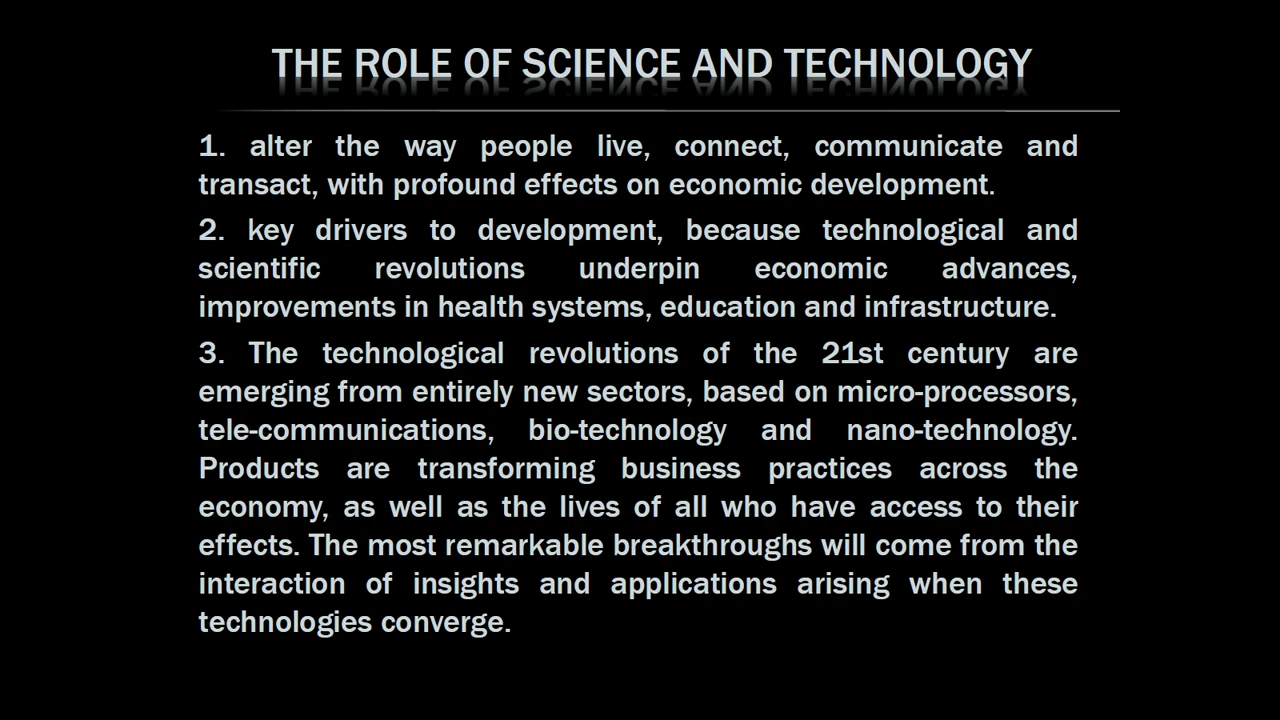 THE ROLE OF SCIENCE AND TECHNOLOGY
1. alter the way people live, connect, communicate and
transact, with profound effects on economic development.
2. key drivers to development, because technological and
scientific revolutions underpin economic advances,
improvements in health systems, education and infrastructure.
3. The technological revolutions of the 21st century are
emerging from entirely new sectors, based on micro-processors,
tele-communications, bio-technology and nano-technology.
Products are transforming business practices across the
economy, as well as the lives of all who have access to their
effects. The most remarkable breakthroughs will come from the
interaction of insights and applications arising when these
technologies converge.